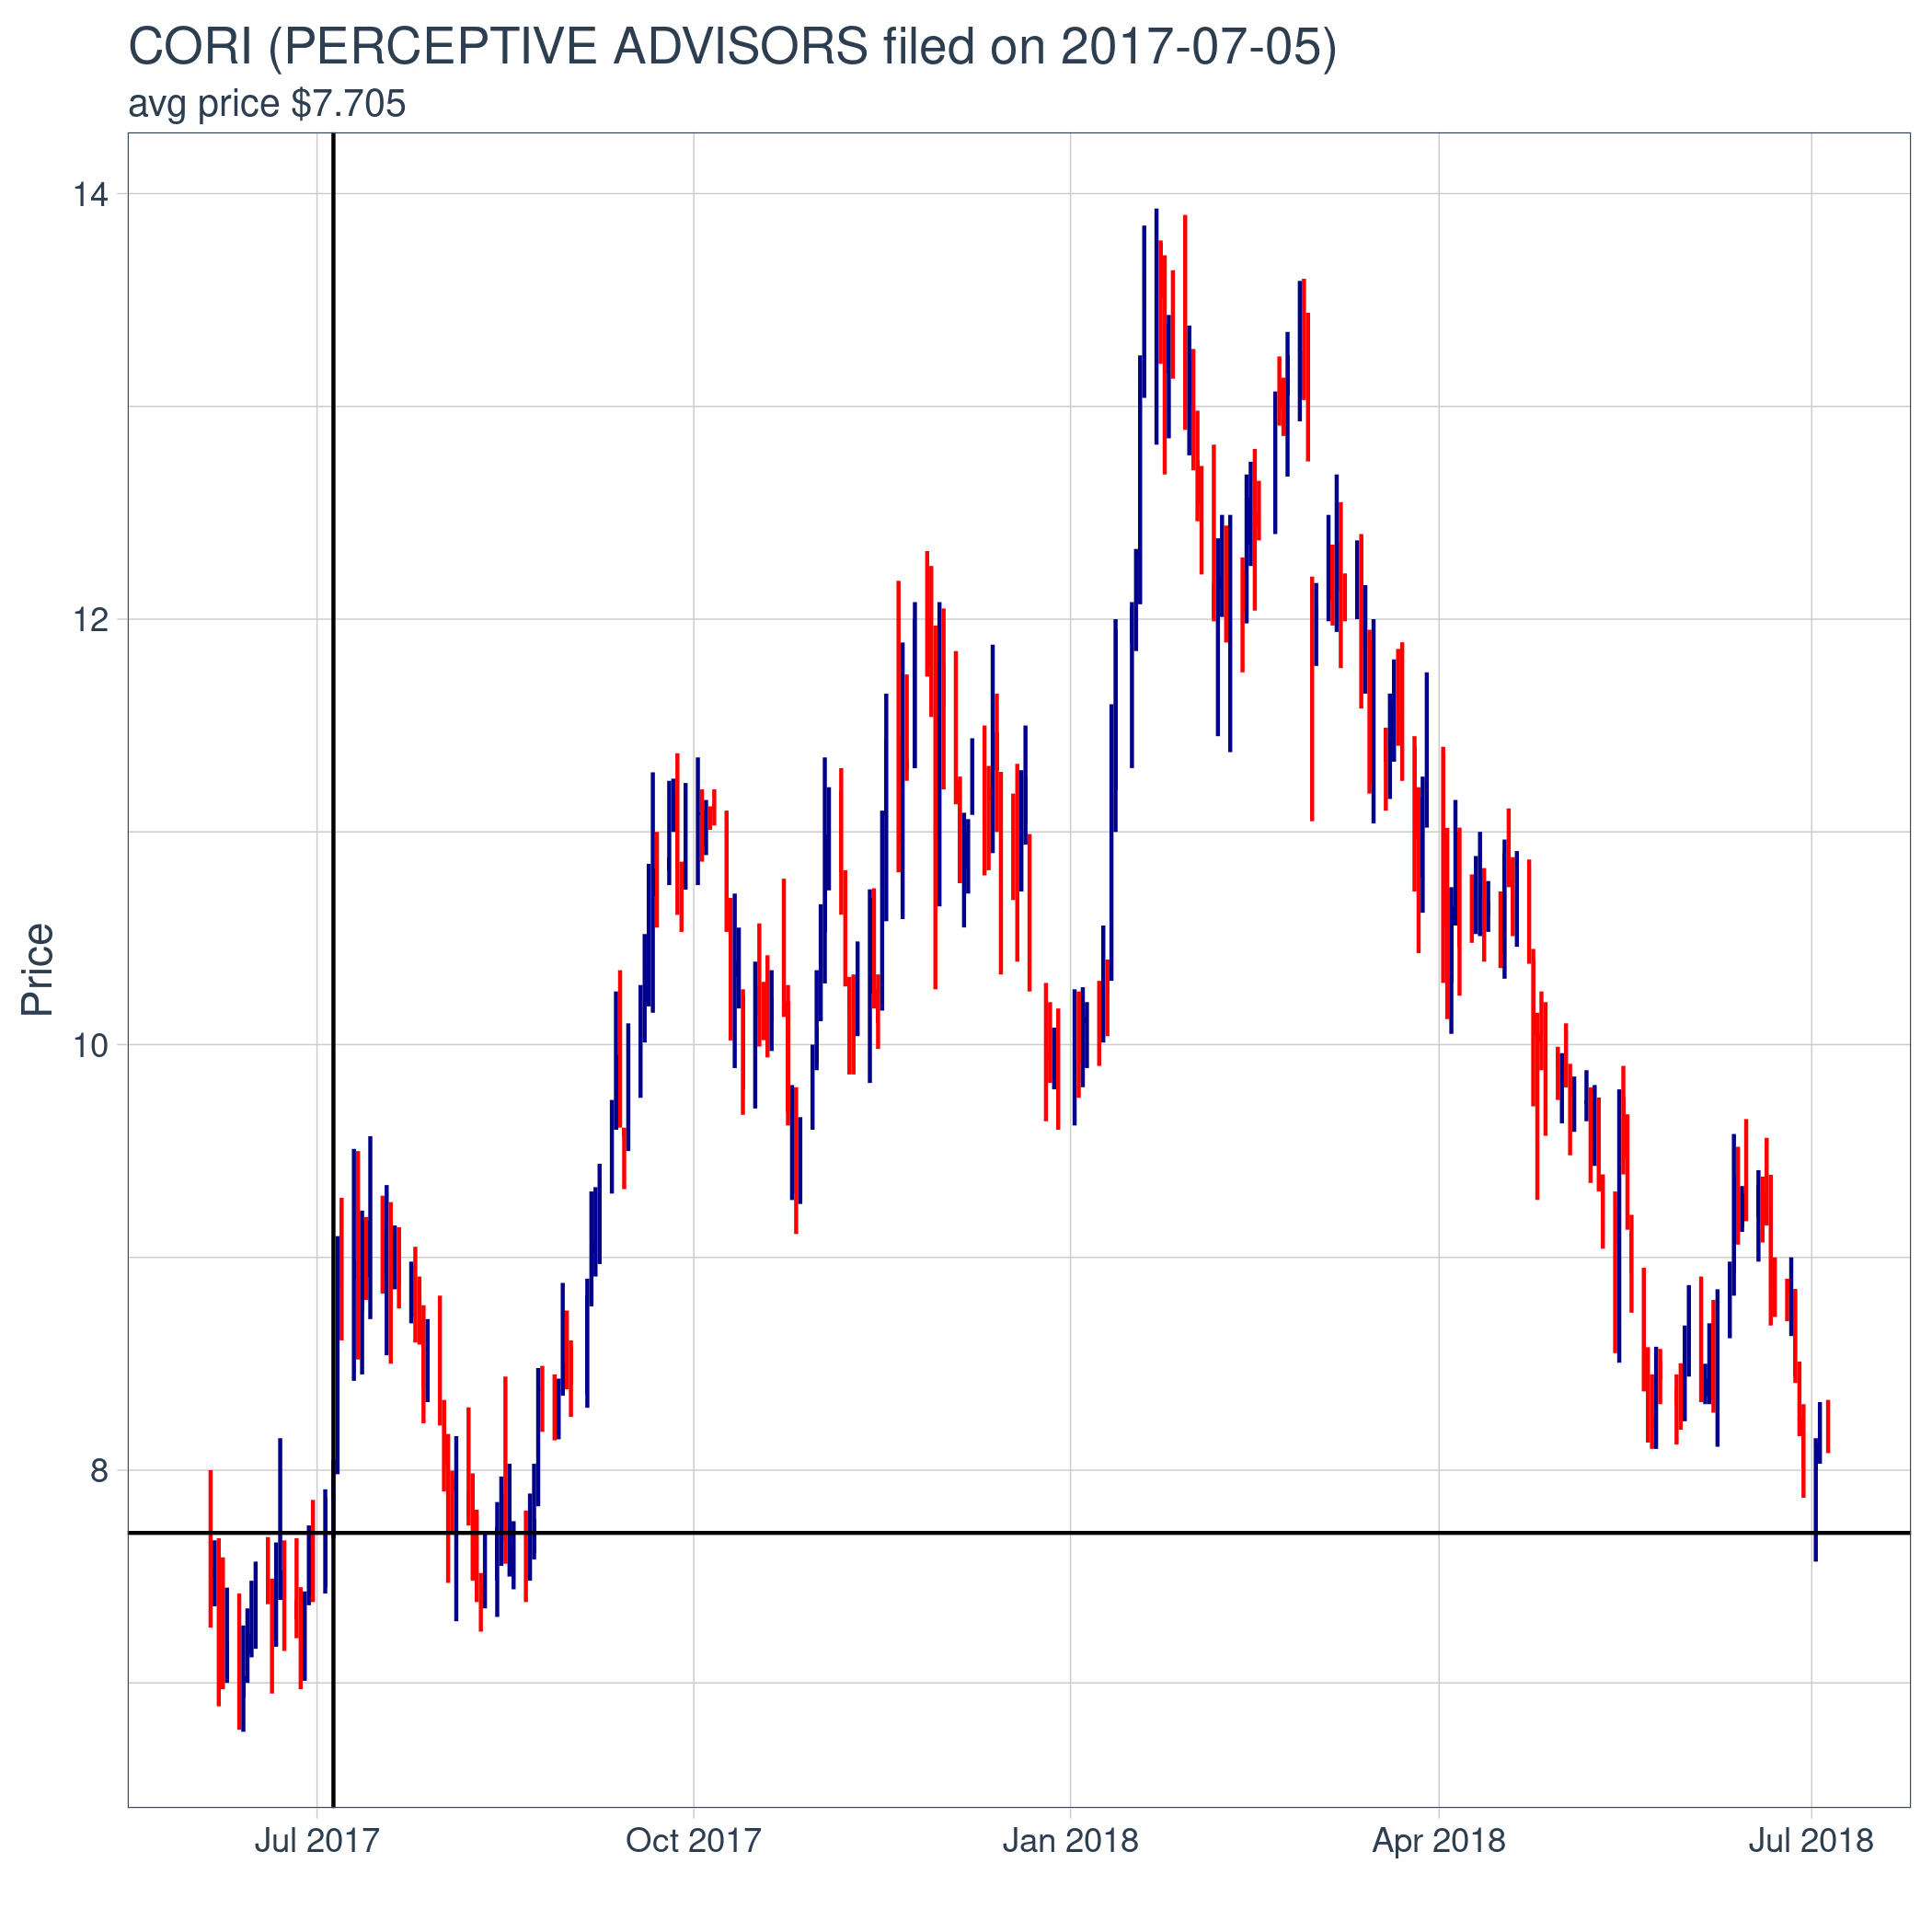 CORI (PERCEPTIVE ADVISORS filed on 2017-07-05)
avg price $7.705
14
12
10
8
Price
Jul 2017
Oct 2017
Jan 2018
Apr 2018
Jul 2018